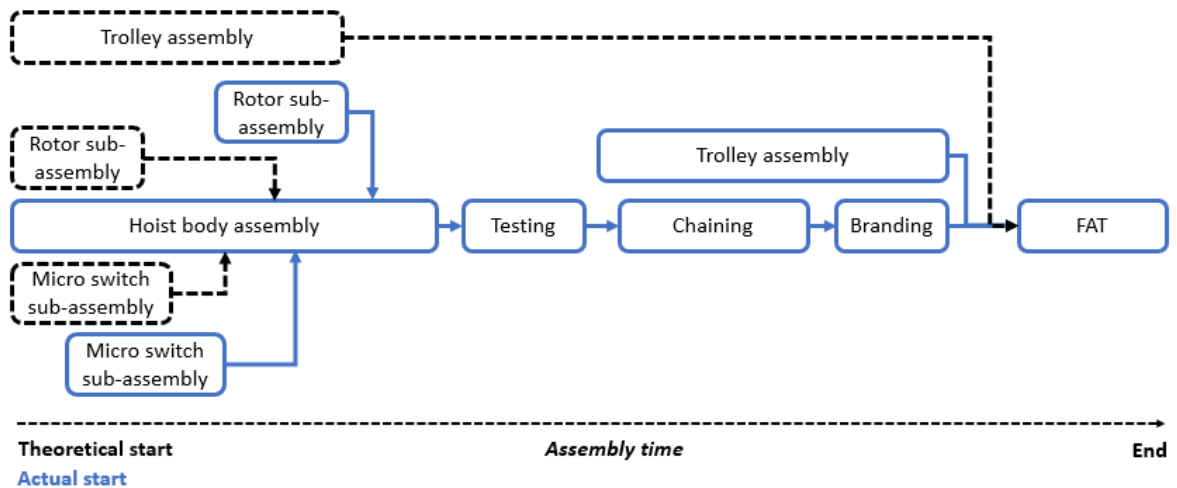 Trolley assembly
Rotor sub-
assembly
Rotor sub-
assembly
Trolley assembly
Hoist body assembly
Testing
Chaining
Branding
FAT
Micro switch
sub-assembly
Micro switch
sub-assembly
Theoretical start
Assembly time
End
Actual start